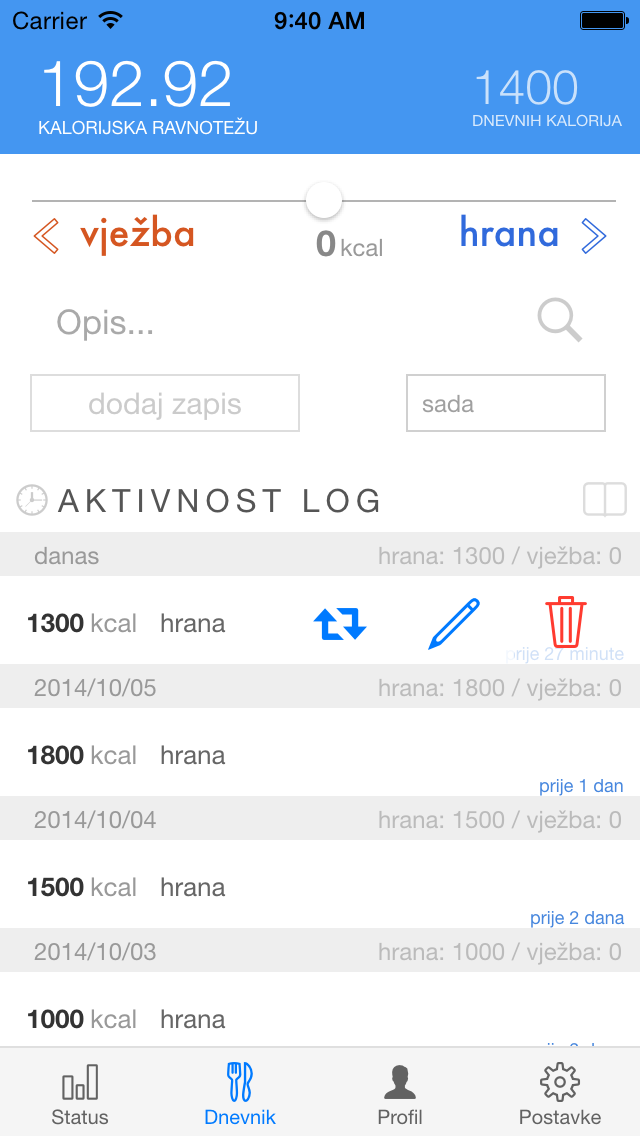 Carrier 9:40 AM
192.92 1400
KALORIJSKA RAVNOTEŽU DNEVNIH KALORIJA
vježba 0 kcal hrana
Opis...
dodaj zapis sada
AKTIVNOST LOG
danas hrana: 1300 / vježba: 0
1300 kcal hrana
prije 27 minute
2014/10/05 hrana: 1800 / vježba: 0
1800 kcal hrana
prije 1 dan
2014/10/04 hrana: 1500 / vježba: 0
1500 kcal hrana
prije 2 dana
2014/10/03 hrana: 1000 / vježba: 0
1000 kcal hrana
Status Dnevnik Profil Postavke